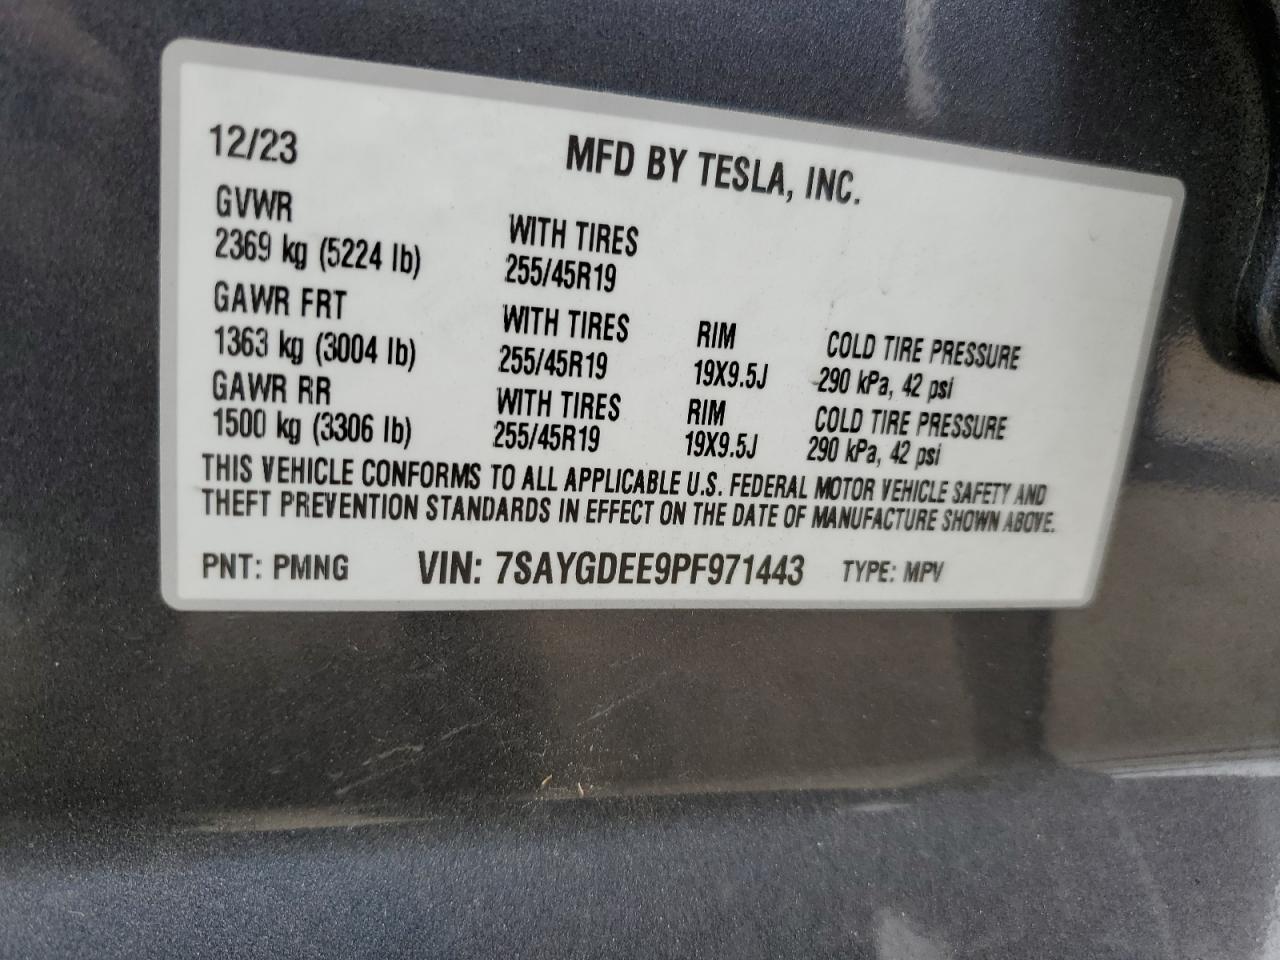 12/23
MFD BY TESLA, INC.
GVWR
2369 kg (5224 lb)
WITH TIRES
255/45R19
GAWR FRT
1363 kg (3004 lb)
WITH TIRES
255/45R19
RIM
19X9.5J
COLD TIRE PRESSURE
290 kPa, 42 psi
GAWR RR
1500 kg (3306 lb)
WITH TIRES
255/45R19
RIM
19X9.5J
COLD TIRE PRESSURE
290 kPa, 42 psi
THIS VEHICLE CONFORMS TO ALL APPLICABLE U.S. FEDERAL MOTOR VEHICLE SAFETY AND
THEFT PREVENTION STANDARDS IN EFFECT ON THE DATE OF MANUFACTURE SHOWN ABOVE.
PNT: PMNG VIN: 7SAYGDEE9PF971443 TYPE: MPV